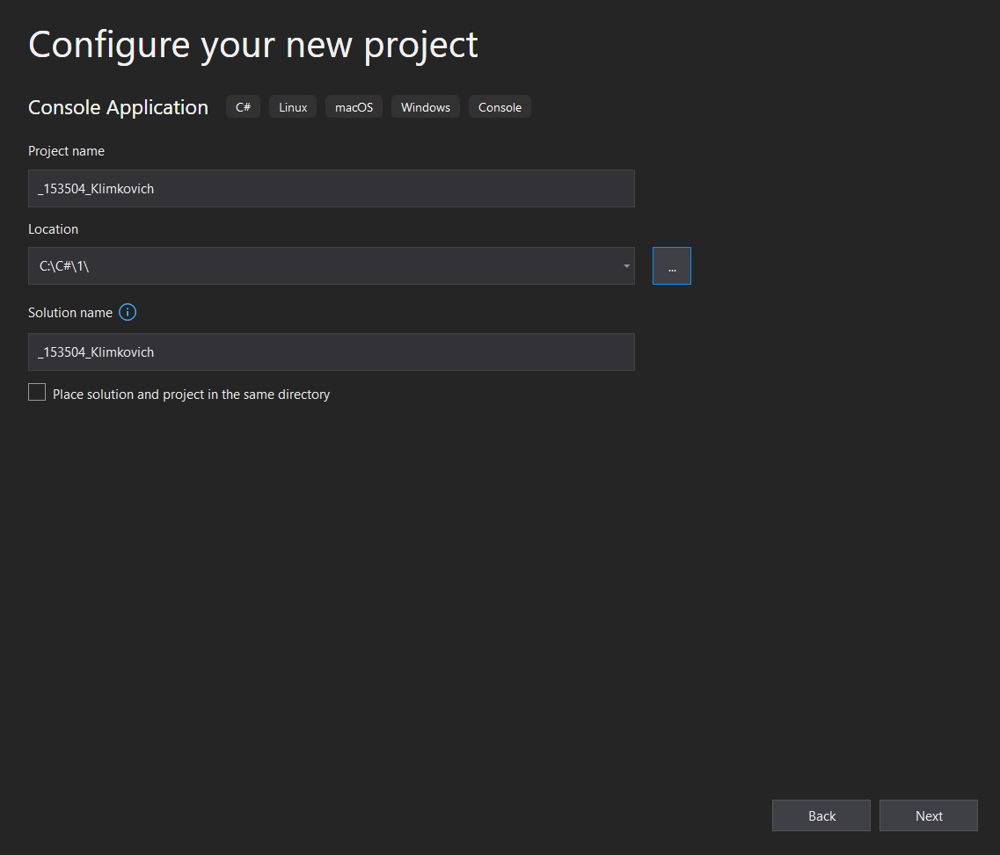 Configure your new project
Console Application C# Linux macOS Windows Console
Project name
_153504_Klimkovich
Location
C:\C#\1\
...
Solution name
_153504_Klimkovich
Place solution and project in the same directory
Back Next